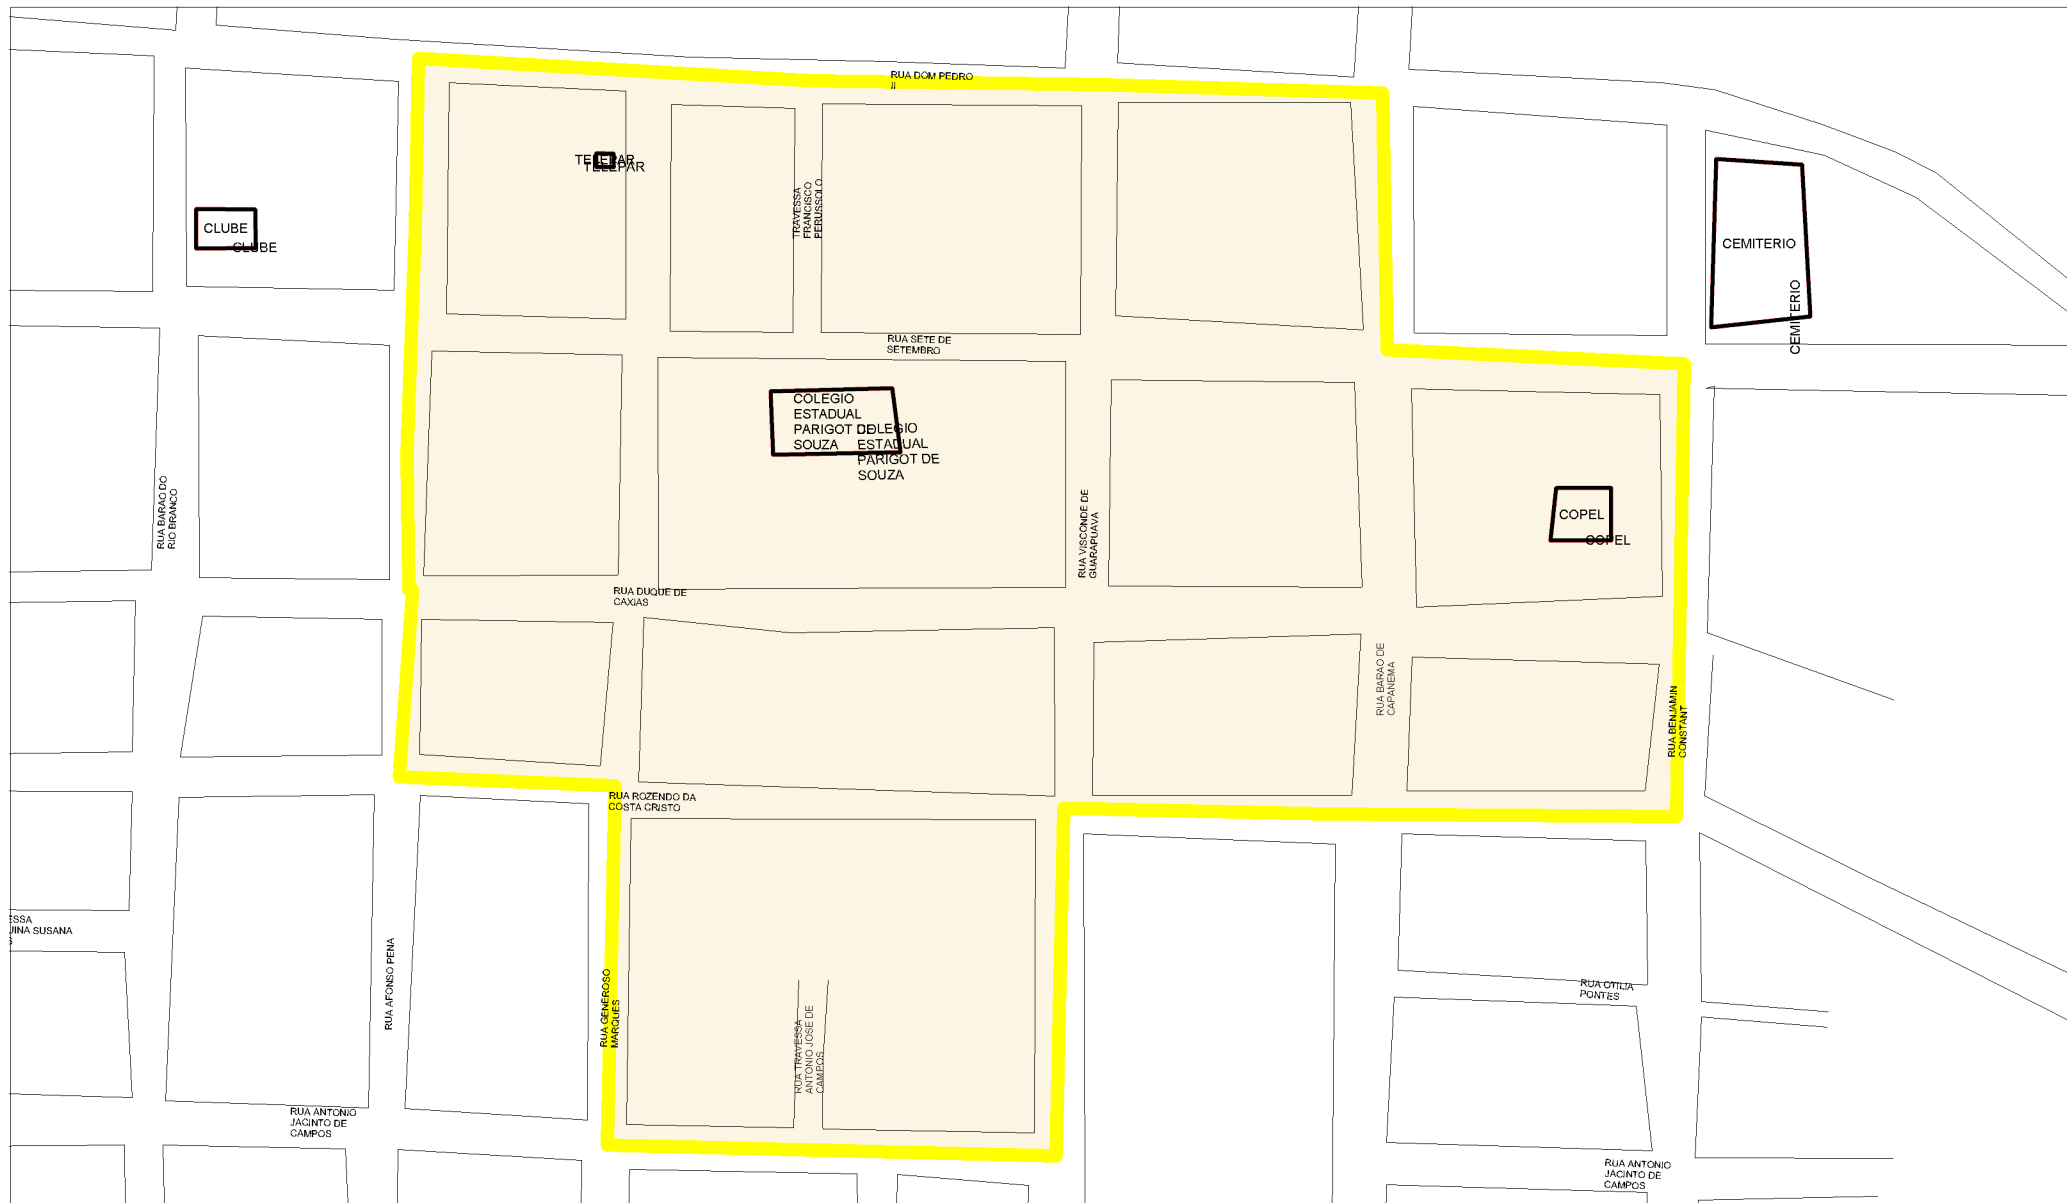 RUA DOM PEDRO
II
TELEPAR
TELEPAR
TRAVESSA
FRANCISCO
PERUSSOLO
CLUBE
CLUBE
CEMITERIO
CEMITERIO
RUA SETE DE
SETEMBRO
COLEGIO
ESTADUAL
PARIGOT DE
SOUZA
COLEGIO
ESTADUAL
PARIGOT DE
SOUZA
RUA BARAO DO
RIO BRANCO
RUA VISCONDE DE
GUARAPUAVA
COPEL
COPEL
RUA DUQUE DE
CAXIAS
RUA BARAO DE
CAPANEMA
RUA BENJAMIN
CONSTANT
RUA ROZENDO DA
COSTA CRISTO
ESSA
UINA SUSANA
S
RUA AFONSO PENA
RUA GENEROSO
MARQUES
RUA TRAVESSA
ANTONIO JOSE DE
CAMPOS
RUA OTILIA
PONTES
RUA ANTONIO
JACINTO DE
CAMPOS
RUA ANTONIO
JACINTO DE
CAMPOS